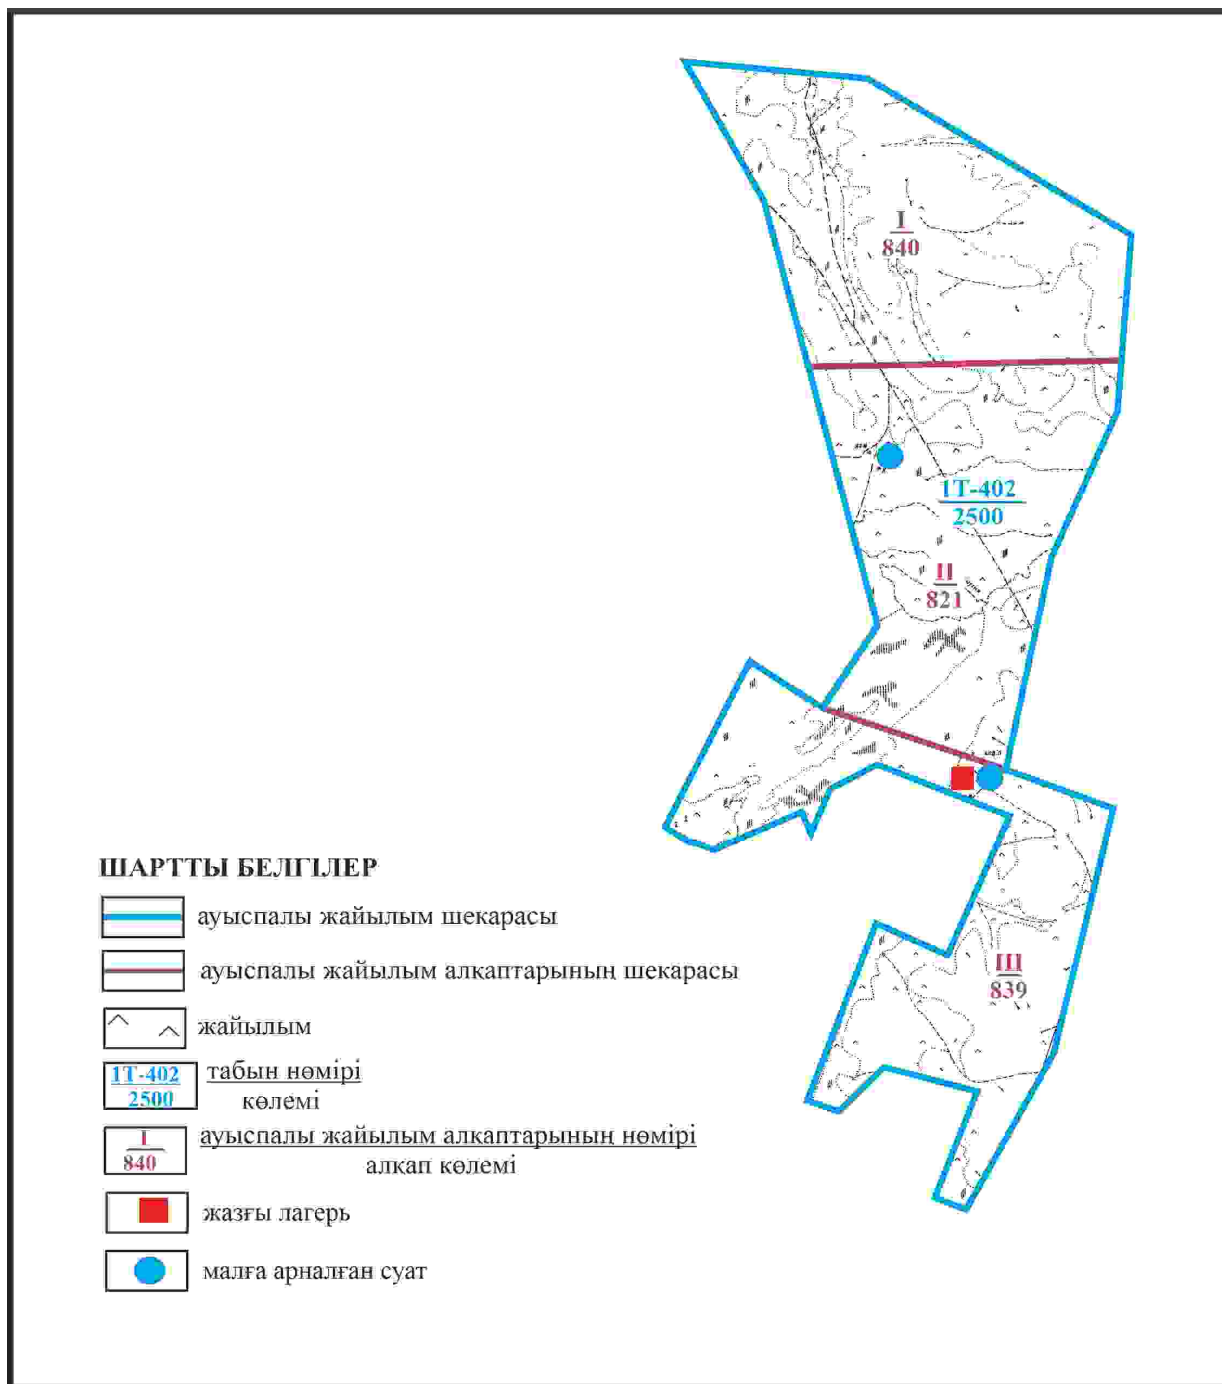 I
840
1Т-402
2500
II
821
III
839
ШАРТТЫ БЕЛГІЛЕР
ауыспалы жайылым шекарасы
ауыспалы жайылым алқаптарының шекарасы
жайылым
1Т-402
2500
табын нөмірі
көлемі
I
840
ауыспалы жайылым алқаптарының нөмірі
алқап көлемі
жазғы лагерь
малға арналған суат